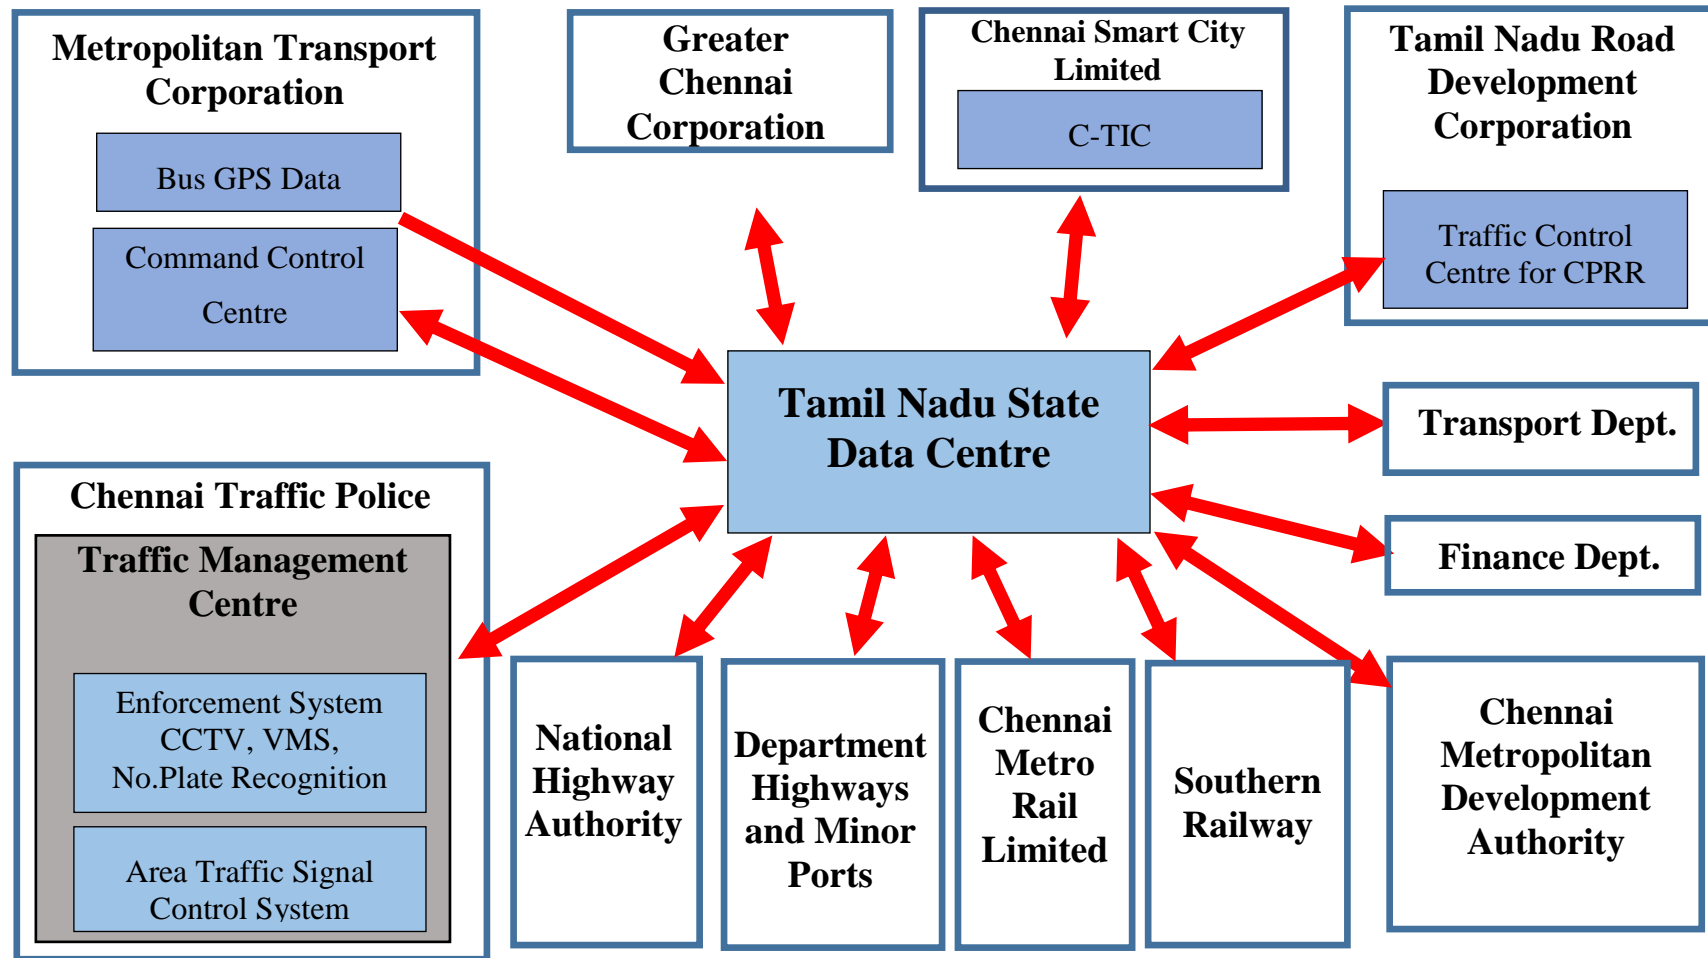 Metropolitan Transport
Corporation
Bus GPS Data
Command Control
Centre
Greater
Chennai
Corporation
Chennai Smart City
Limited
C-TIC
Tamil Nadu Road
Development
Corporation
Traffic Control
Centre for CPRR
Tamil Nadu State
Data Centre
Transport Dept.
Finance Dept.
Chennai Traffic Police
Traffic Management
Centre
Enforcement System
CCTV, VMS,
No.Plate Recognition
Area Traffic Signal
Control System
National
Highway
Authority
Department
Highways
and Minor
Ports
Chennai
Metro
Rail
Limited
Southern
Railway
Chennai
Metropolitan
Development
Authority